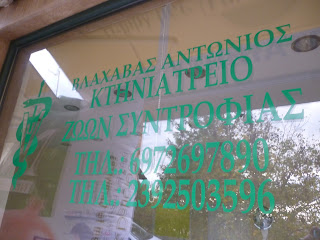 ΒΛΑΧΑΒΑΣ ΑΝΤΩΝΙΟΣ
ΚΤΗΝΙΑΤΡΕΙΟ
ΖΩΩΝ ΣΥΝΤΡΟΦΙΑΣ
ΤΗΛ.: 6972697890
ΤΗΛ.: 2392503596